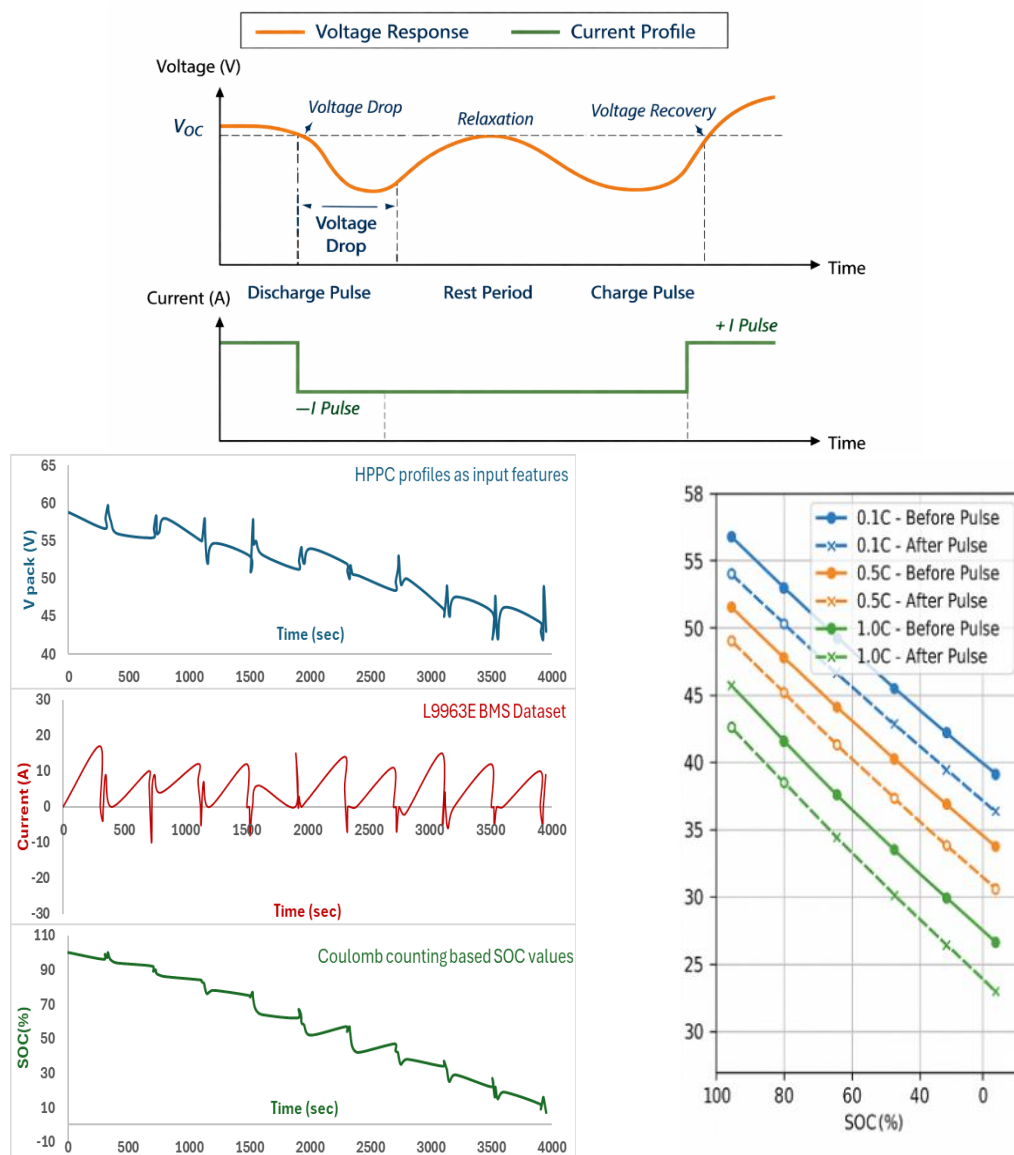 Voltage Response
Current Profile
Voltage (V)
Voltage Drop
Voltage Recovery
Relaxation
VOC
Voltage
Drop
Time
Discharge Pulse
Rest Period
Charge Pulse
Current (A)
+ I Pulse
—I Pulse
Time
HPPC profiles as input features
65
60
55
50
45
40
V pack (V)
Time (sec)
0 500 1000 1500 2000 2500 3000 3500 4000
L9963E BMS Dataset
30
20
10
0
-10
-20
-30
Current (A)
0 500 1000 1500 2000 2500 3000 3500 4000
Time (sec)
Coulomb counting based SOC values
110
90
70
50
30
10
-10
SOC(%)
Time (sec)
0 500 1000 1500 2000 2500 3000 3500 4000
58
55
50
45
40
35
30
25
30
0.1C - Before Pulse
0.1C - After Pulse
0.5C - Before Pulse
0.5C - After Pulse
1.0C - Before Pulse
1.0C - After Pulse
100 80 60 40 20 0
SOC(%)